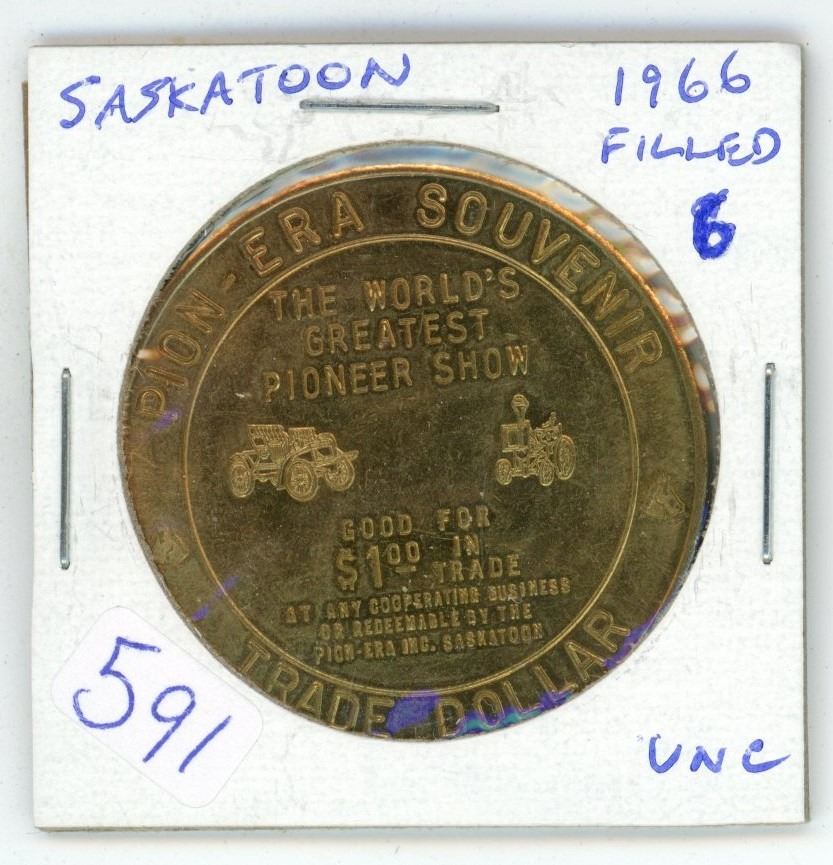 SASKATOON
1966
FILLED
6
PION-ERA SOUVENIR
THE WORLD'S
GREATEST
PIONEER SHOW
GOOD FOR
$1.00 IN
TRADE
AT ANY COOPERATING BUSINESS
OR REDEEMABLE BY THE
PION-ERA INC. SASKATOON
TRADE DOLLAR
591
UNC